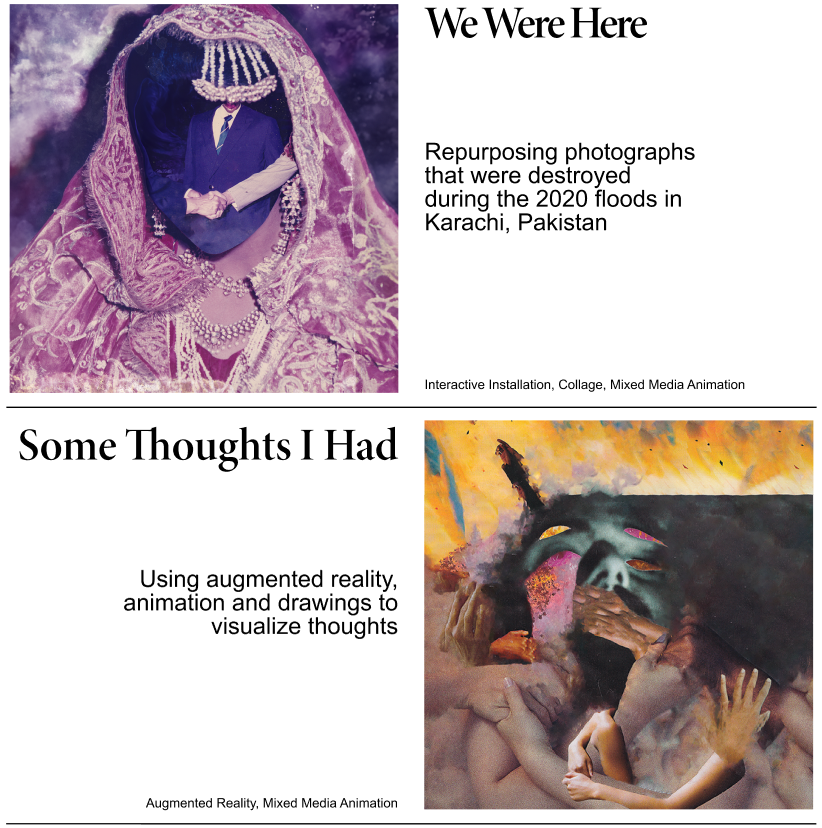 We Were Here
Repurposing photographs
that were destroyed
during the 2020 floods in
Karachi, Pakistan
Interactive Installation, Collage, Mixed Media Animation
Some Thoughts I Had
Using augmented reality,
animation and drawings to
visualize thoughts
Augmented Reality, Mixed Media Animation